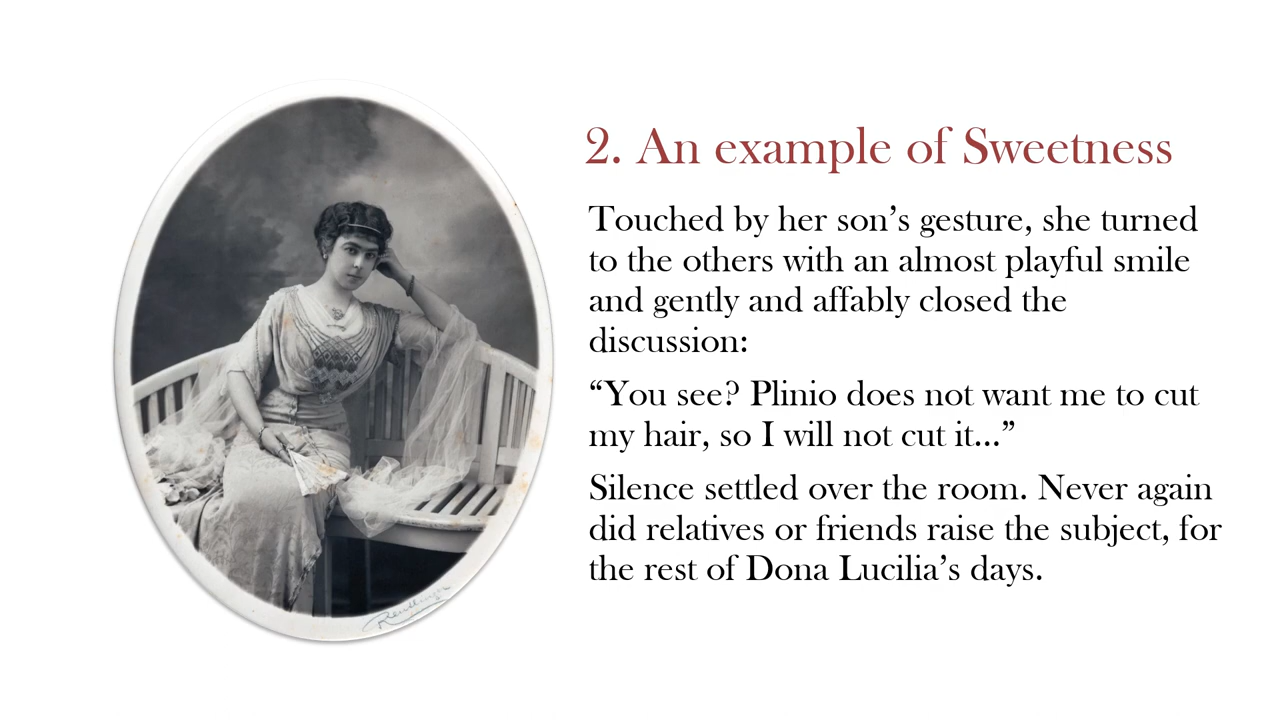 2. An example of Sweetness
Touched by her son’s gesture, she turned
to the others with an almost playful smile
and gently and affably closed the
discussion:
“You see? Plinio does not want me to cut
my hair, so I will not cut it...”
Silence settled over the room. Never again
did relatives or friends raise the subject, for
the rest of Dona Lucilia’s days.